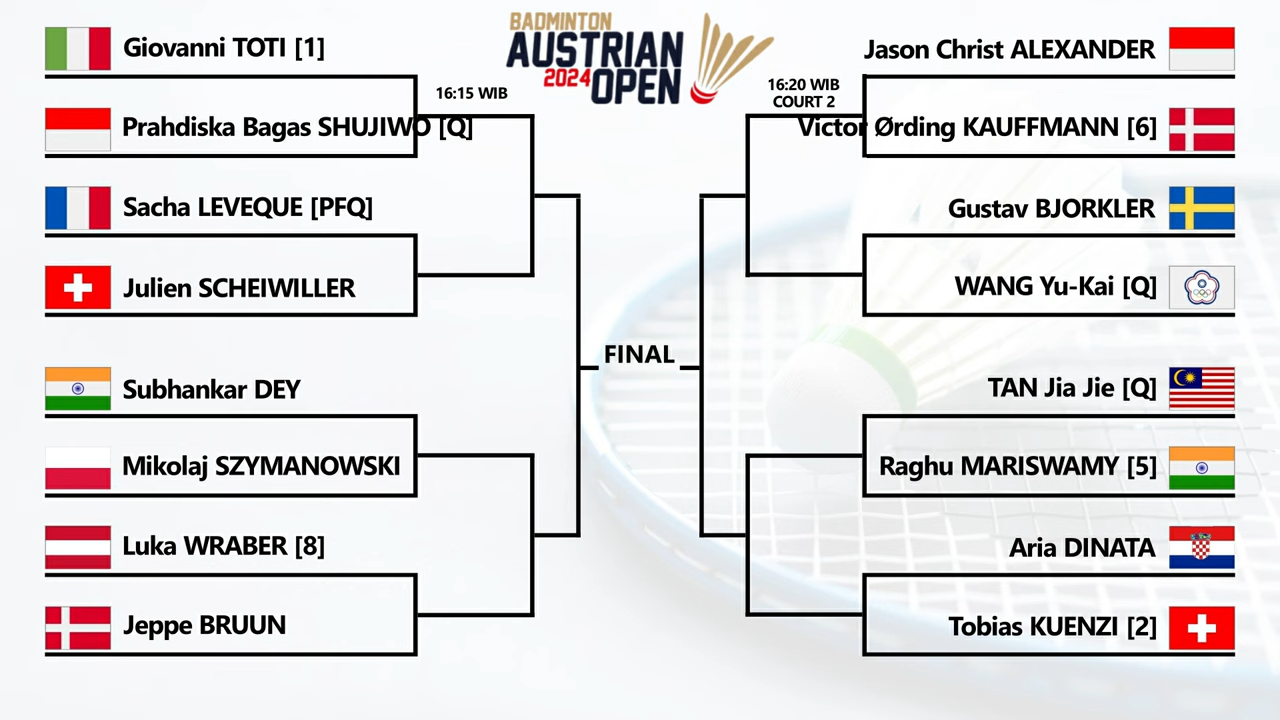 BADMINTON
AUSTRIAN
2024 OPEN
Giovanni TOTI [1]
16:15 WIB
Prahdiska Bagas SHUJIWO [Q]
Sacha LEVEQUE [PFQ]
Julien SCHEIWILLER
Subhankar DEY
Mikolaj SZYMANOWSKI
Luka WRABER [8]
Jeppe BRUUN
FINAL
Jason Christ ALEXANDER
16:20 WIB
COURT 2
Victor Ørding KAUFFMANN [6]
Gustav BJORKLER
WANG Yu-Kai [Q]
TAN Jia Jie [Q]
Raghu MARISWAMY [5]
Aria DINATA
Tobias KUENZI [2]